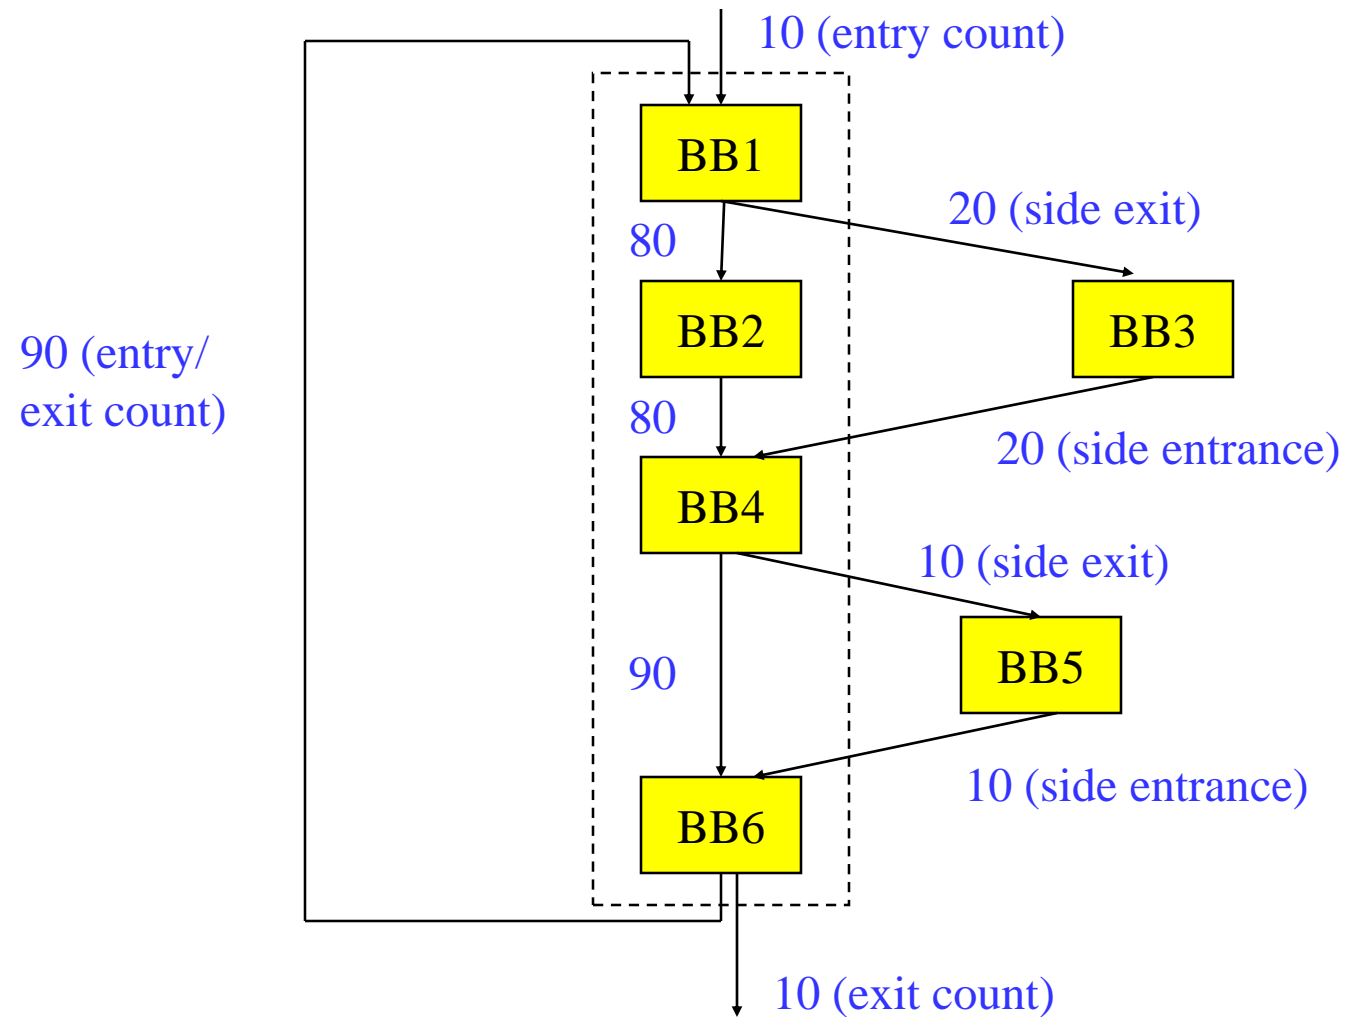 10 (entry count)
BB1
20 (side exit)
80
BB2
BB3
90 (entry/
exit count)
80
20 (side entrance)
BB4
10 (side exit)
90
BB5
10 (side entrance)
BB6
10 (exit count)